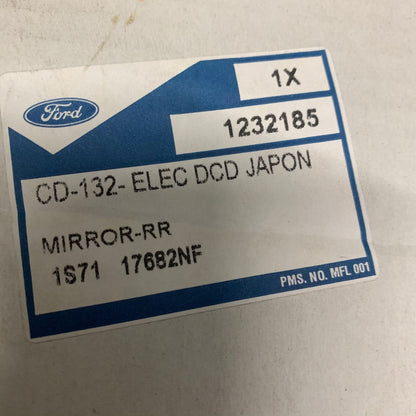 Ford
1X
1232185
CD-132- ELEC DCD JAPON
MIRROR-RR
1S71 17682NF
PMS. NO. MFL 001